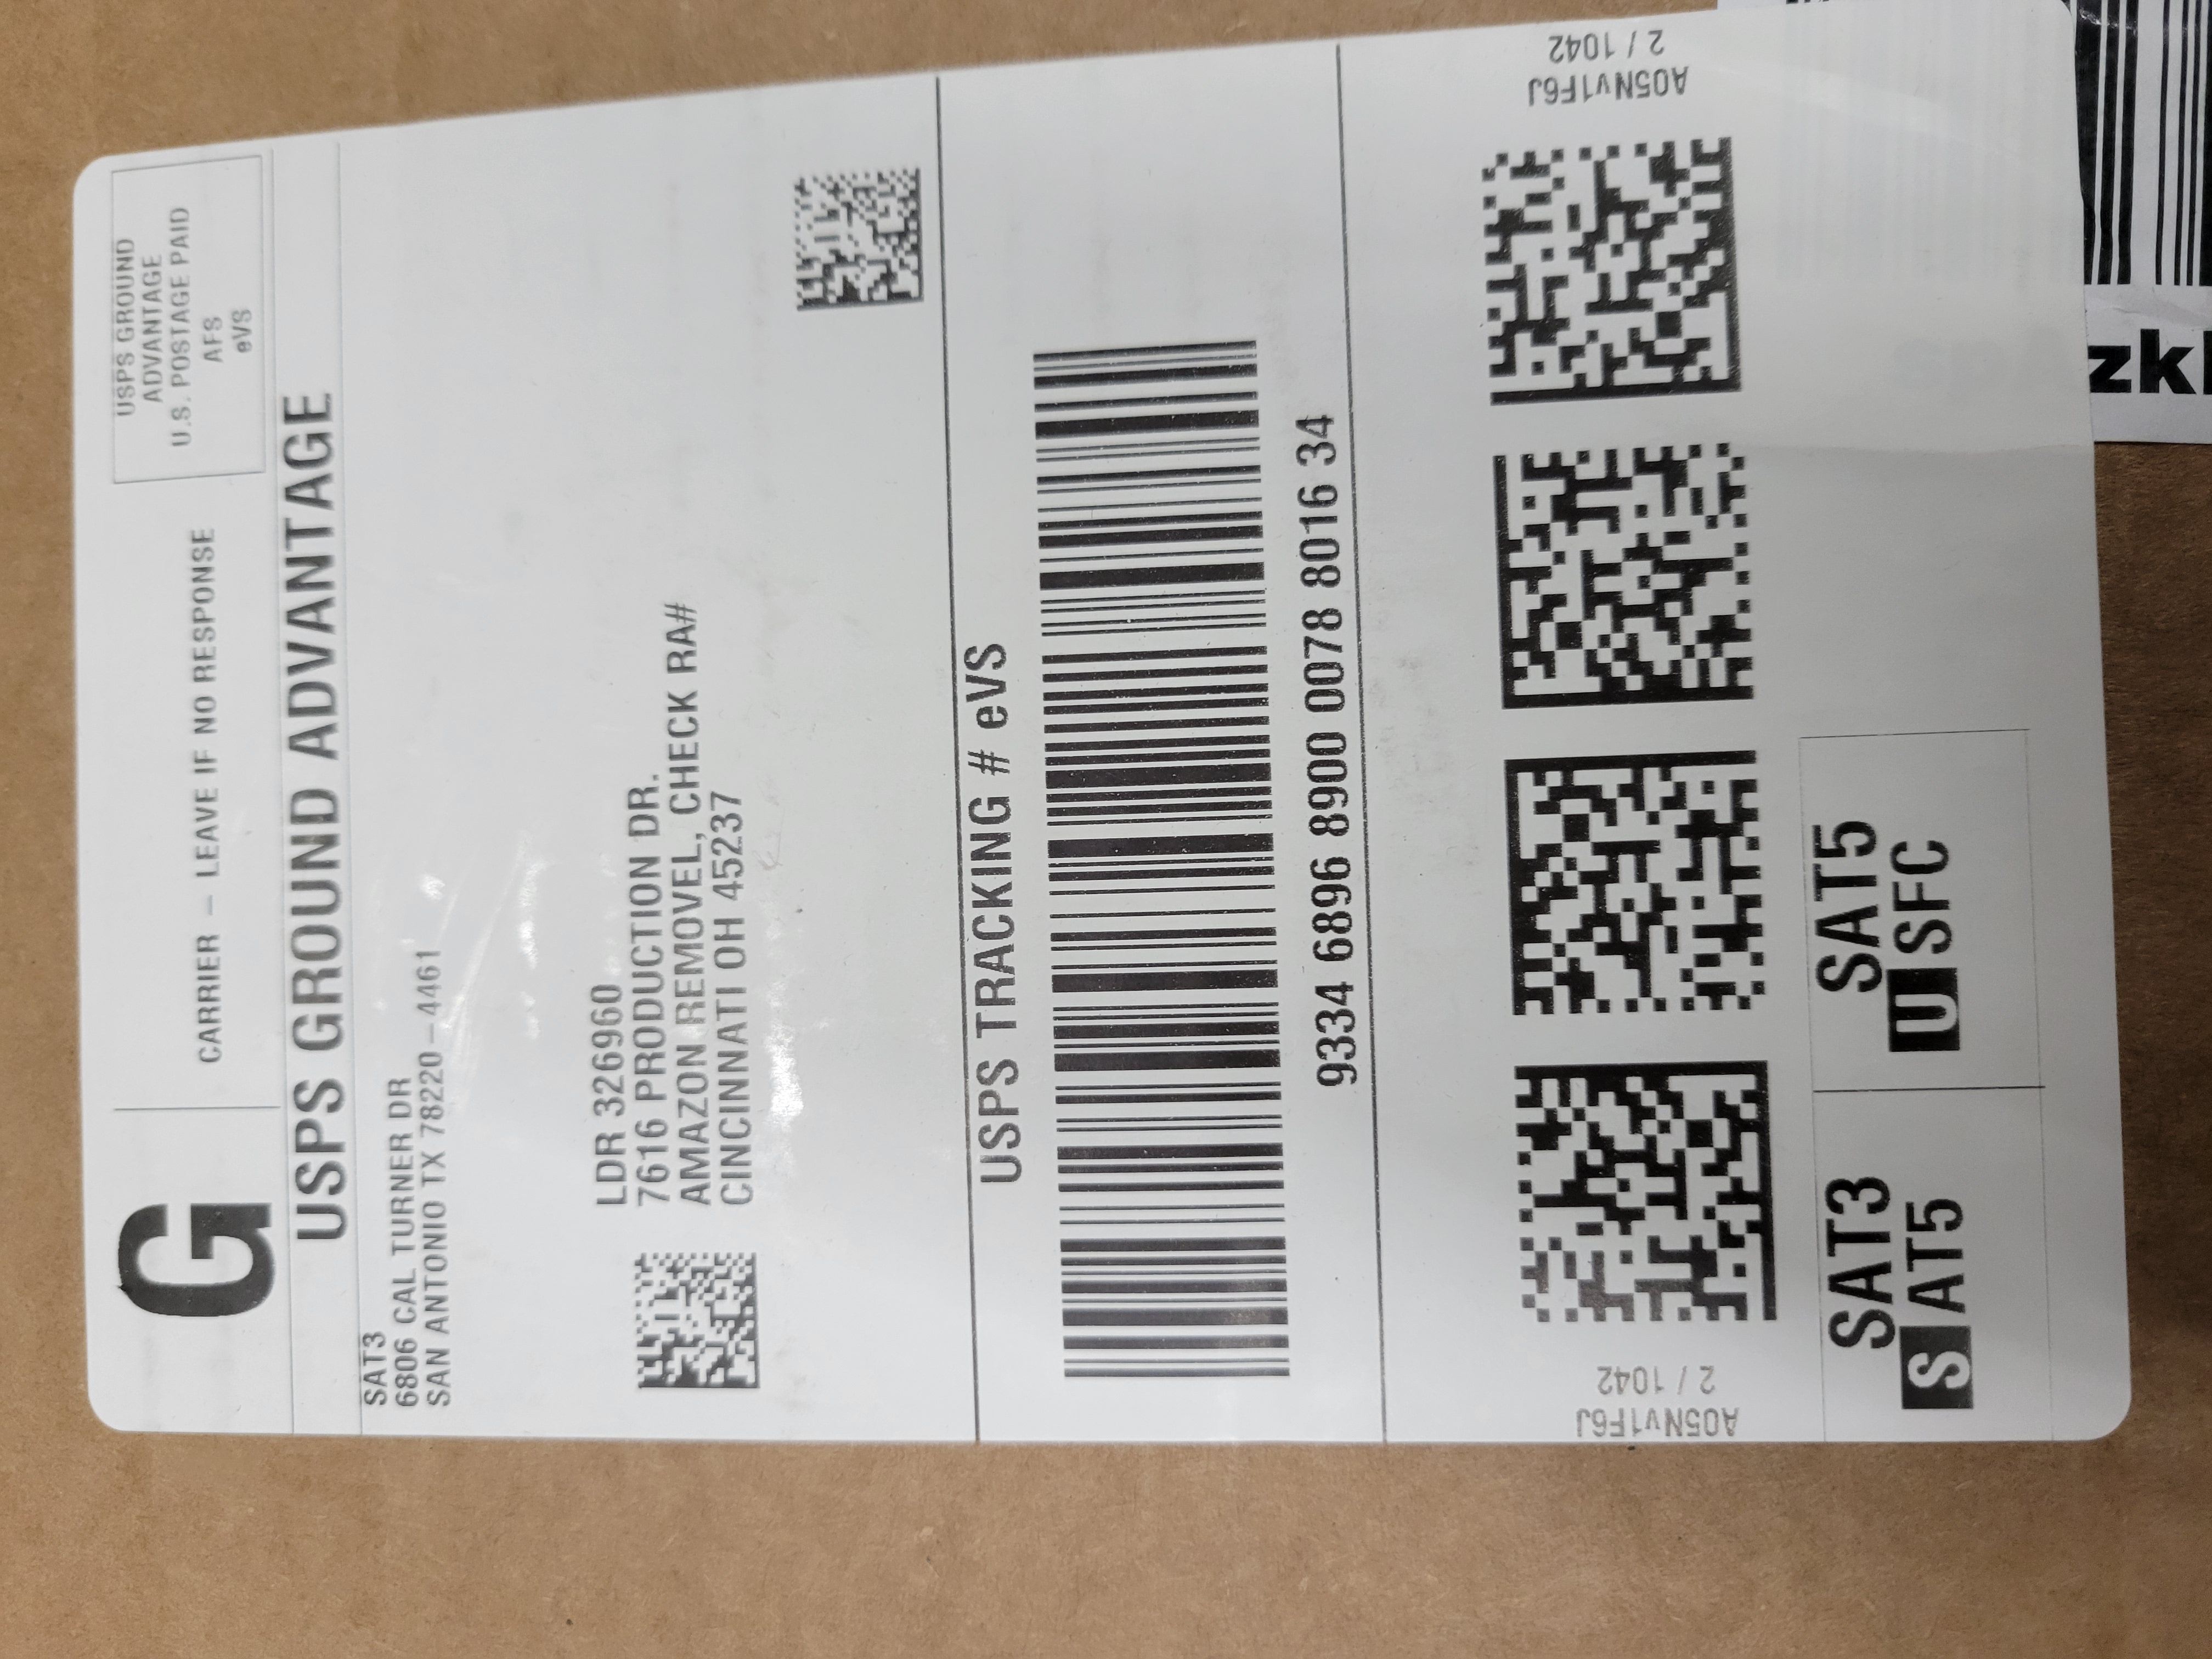 G
CARRIER – LEAVE IF NO RESPONSE
USPS GROUND
ADVANTAGE
U.S. POSTAGE PAID
AFS
eVS
USPS GROUND ADVANTAGE
SAT3
6806 CAL TURNER DR
SAN ANTONIO TX 78220–4461
LDR 326960
7616 PRODUCTION DR.
AMAZON REMOVEL, CHECK RA#
CINCINNATI OH 45237
USPS TRACKING # eVS
9334 6896 8900 0078 8016 34
A05Nv1F6J
2 / 1042
A05Nv1F6J
2 / 1042
SAT3
S AT5
SAT5
U SFC